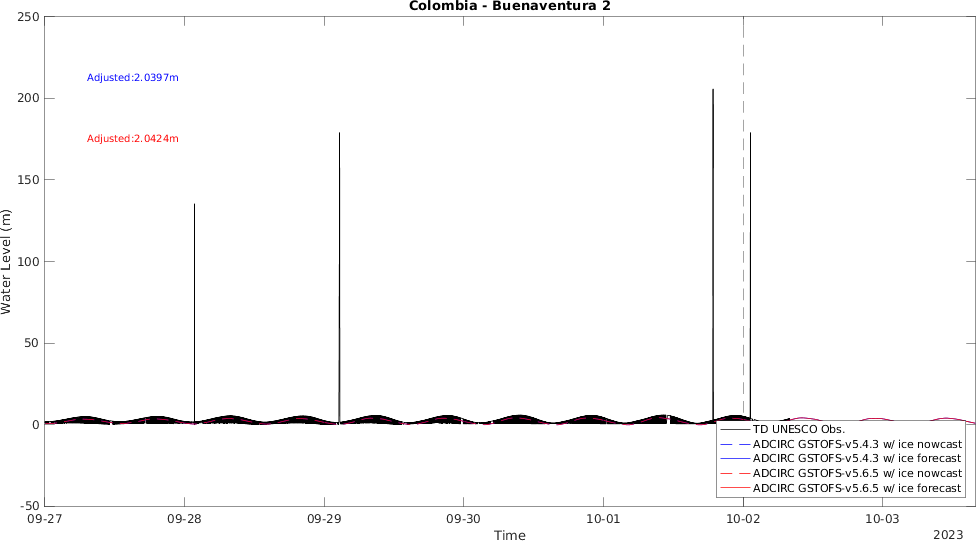 Colombia - Buenaventura 2
250
200
150
100
50
0
-50
Water Level (m)
Adjusted:2.0397m
Adjusted:2.0424m
TD UNESCO Obs.
ADCIRC GSTOFS-v5.4.3 w/ ice nowcast
ADCIRC GSTOFS-v5.4.3 w/ ice forecast
ADCIRC GSTOFS-v5.6.5 w/ ice nowcast
ADCIRC GSTOFS-v5.6.5 w/ ice forecast
09-27 09-28 09-29 09-30 10-01 10-02 10-03
Time
2023